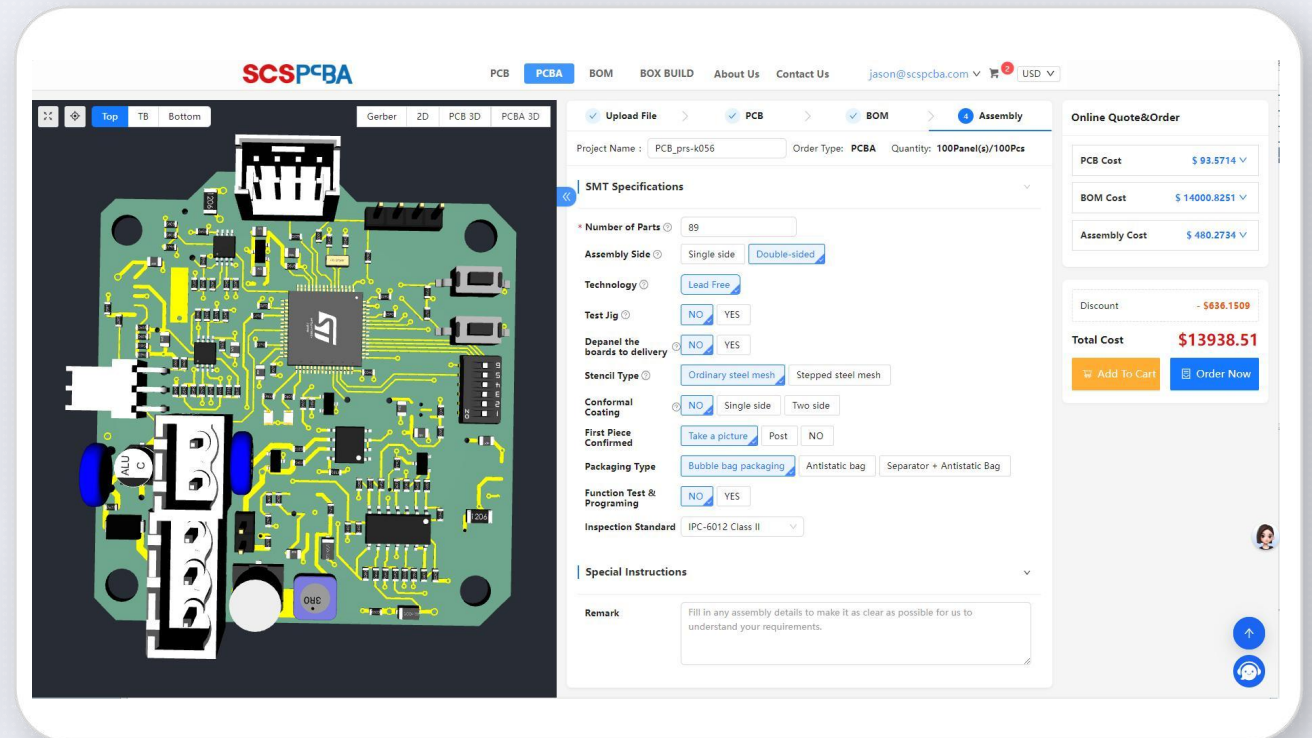 SCSPCBA
PCB PCBA BOM BOX BUILD About Us Contact Us jason@scspcba.com 2 USD
Top TB Bottom Gerber 2D PCB 3D PCBA 3D
Upload File PCB BOM 4 Assembly
Project Name : PCB_prs-k056 Order Type: PCBA Quantity: 100Panel(s)/100Pcs
SMT Specifications
* Number of Parts 89
Assembly Side Single side Double-sided
Technology Lead Free
Test Jig NO YES
Depanel the
boards to delivery NO YES
Stencil Type Ordinary steel mesh Stepped steel mesh
Conformal
Coating NO Single side Two side
First Piece
Confirmed Take a picture Post NO
Packaging Type Bubble bag packaging Antistatic bag Separator + Antistatic Bag
Function Test &
Programing NO YES
Inspection Standard IPC-6012 Class II
Special Instructions
Remark Fill in any assembly details to make it as clear as possible for us to
understand your requirements.
Online Quote&Order
PCB Cost $ 93.5714
BOM Cost $ 14000.8251
Assembly Cost $ 480.2734
Discount - $636.1509
Total Cost $13938.51
Add To Cart Order Now
1206
ST
ALU
C
1206
3R0